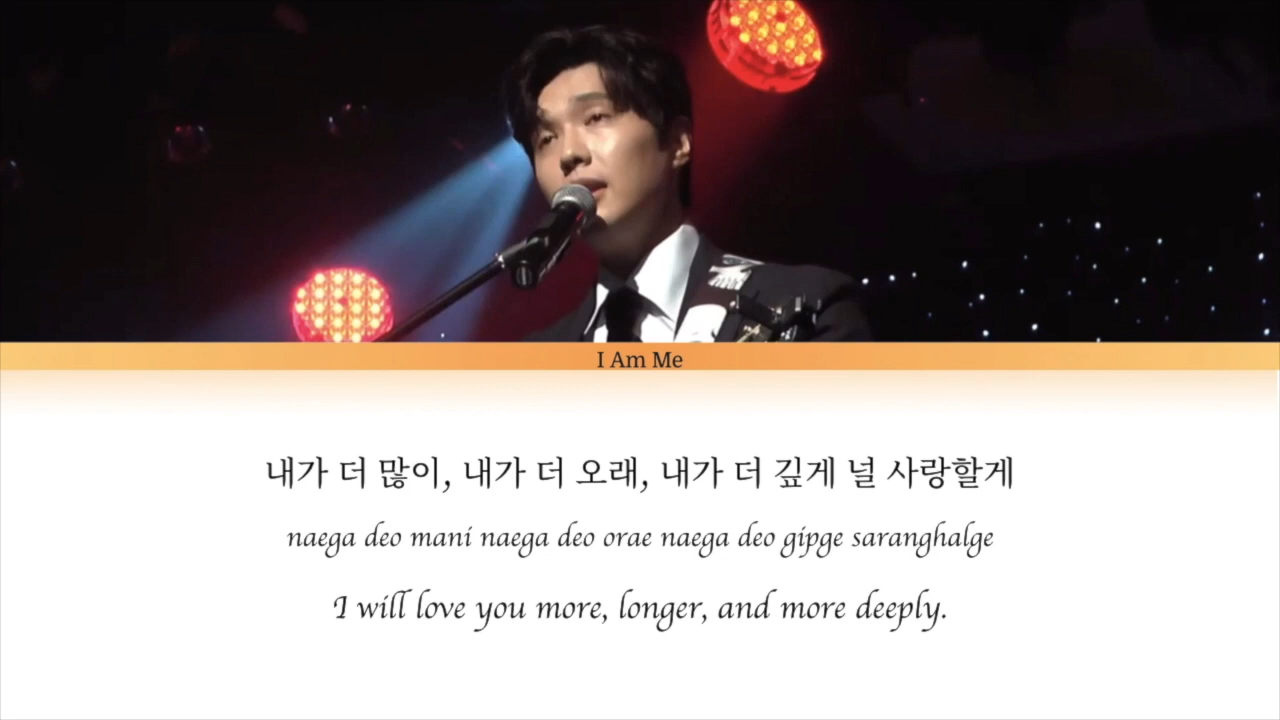 I Am Me
내가 더 많이, 내가 더 오래, 내가 더 깊게 널 사랑할게
naega deo mani naega deo orae naega deo gipge saranghalge
I will love you more, longer, and more deeply.